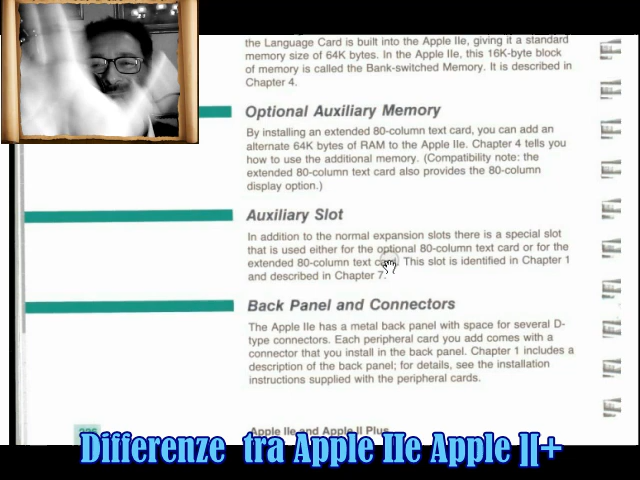 the Language Card is built into the Apple IIe, giving it a standard
memory size of 64K bytes. In the Apple IIe, this 16K-byte block
of memory is called the Bank-switched Memory. It is described in
Chapter 4.
Optional Auxiliary Memory
By installing an extended 80-column text card, you can add an
alternate 64K bytes of RAM to the Apple IIe. Chapter 4 tells you
how to use the additional memory. (Compatibility note: the
extended 80-column text card also provides the 80-column
display option.)
Auxiliary Slot
In addition to the normal expansion slots there is a special slot
that is used either for the optional 80-column text card or for the
extended 80-column text card. This slot is identified in Chapter 1
and described in Chapter 7.
Back Panel and Connectors
The Apple IIe has a metal back panel with space for several D-
type connectors. Each peripheral card you add comes with a
connector that you install in the back panel. Chapter 1 includes a
description of the back panel; for details, see the installation
instructions supplied with the peripheral cards.
Apple IIe and Apple II Plus
Differenze tra Apple IIe Apple ][+